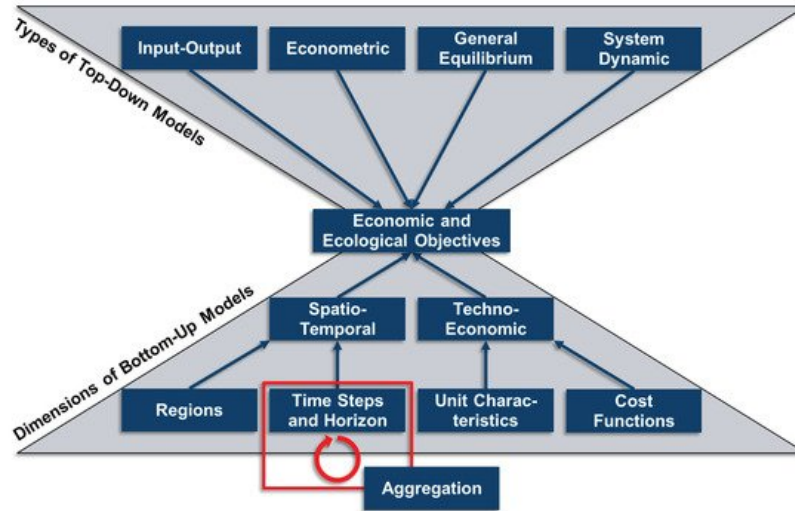 Types of Top-Down Models
Input-Output
Econometric
General
Equilibrium
System
Dynamic
Economic and
Ecological Objectives
Dimensions of Bottom-Up Models
Spatio-
Temporal
Techno-
Economic
Regions
Time Steps
and Horizon
Unit Charac-
teristics
Cost
Functions
Aggregation